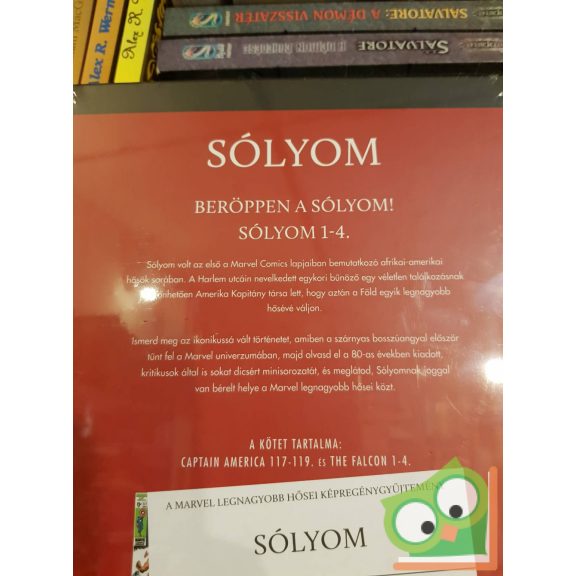 Alex R. Werm
Alex R.
SALVATORE: A DÉMON VISSZATÉR
SALVATORE
SÓLYOM
BERÖPPEN A SÓLYOM!
SÓLYOM 1-4.
Sólyom volt az első a Marvel Comics lapjaiban bemutatkozó afrikai-amerikai
hősök sorában. A Harlem utcáin nevelkedett egykori bűnöző egy véletlen találkozásnak
köszönhetően Amerika Kapitány társa lett, hogy aztán a Föld egyik legnagyobb
hősévé váljon.
Ismerd meg az ikonikussá vált történetet, amiben a szárnyas bosszúangyal először
tűnt fel a Marvel univerzumában, majd olvasd el a 80-as években kiadott,
kritikusok által is sokat dicsért minisorozatát, és meglátod, Sólyomnak joggal
van bérelt helye a Marvel legnagyobb hősei közt.
A KÖTET TARTALMA:
CAPTAIN AMERICA 117-119. ÉS THE FALCON 1-4.
A MARVEL LEGNAGYOBB HŐSEI KÉPREGÉNYGYŰJTEMÉNY
SÓLYOM